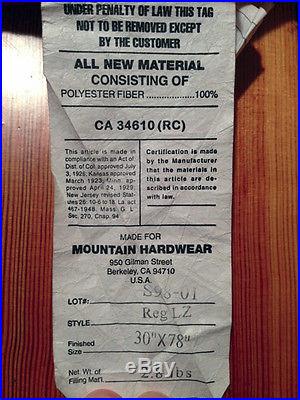 UNDER PENALTY OF LAW THIS TAG
NOT TO BE REMOVED EXCEPT
BY THE CUSTOMER
ALL NEW MATERIAL
CONSISTING OF
POLYESTER FIBER ................100%
CA 34610 (RC)
This article is made in
compliance with an Act of
Dist. of Col. approved July
3, 1926; Kansas approved
March 1923; Minn. ap-
proved April 24, 1929;
New Jersey revised Stat-
utes 26: 10-6 to 18. La. act
467-1948. Mass. G. L.
Sec. 270, Chap. 94
Certification is made by
the Manufacturer
that the materials in
this article are de-
scribed in accordance
with law.
MADE FOR
MOUNTAIN HARDWEAR
950 Gilman Street
Berkeley, CA 94710
U.S.A.
LOT#: S98-01
STYLE Reg LZ
Finished
Size 30"X78"
Net Wt. of
Filling Mat'l. 2.8 lbs
eBay